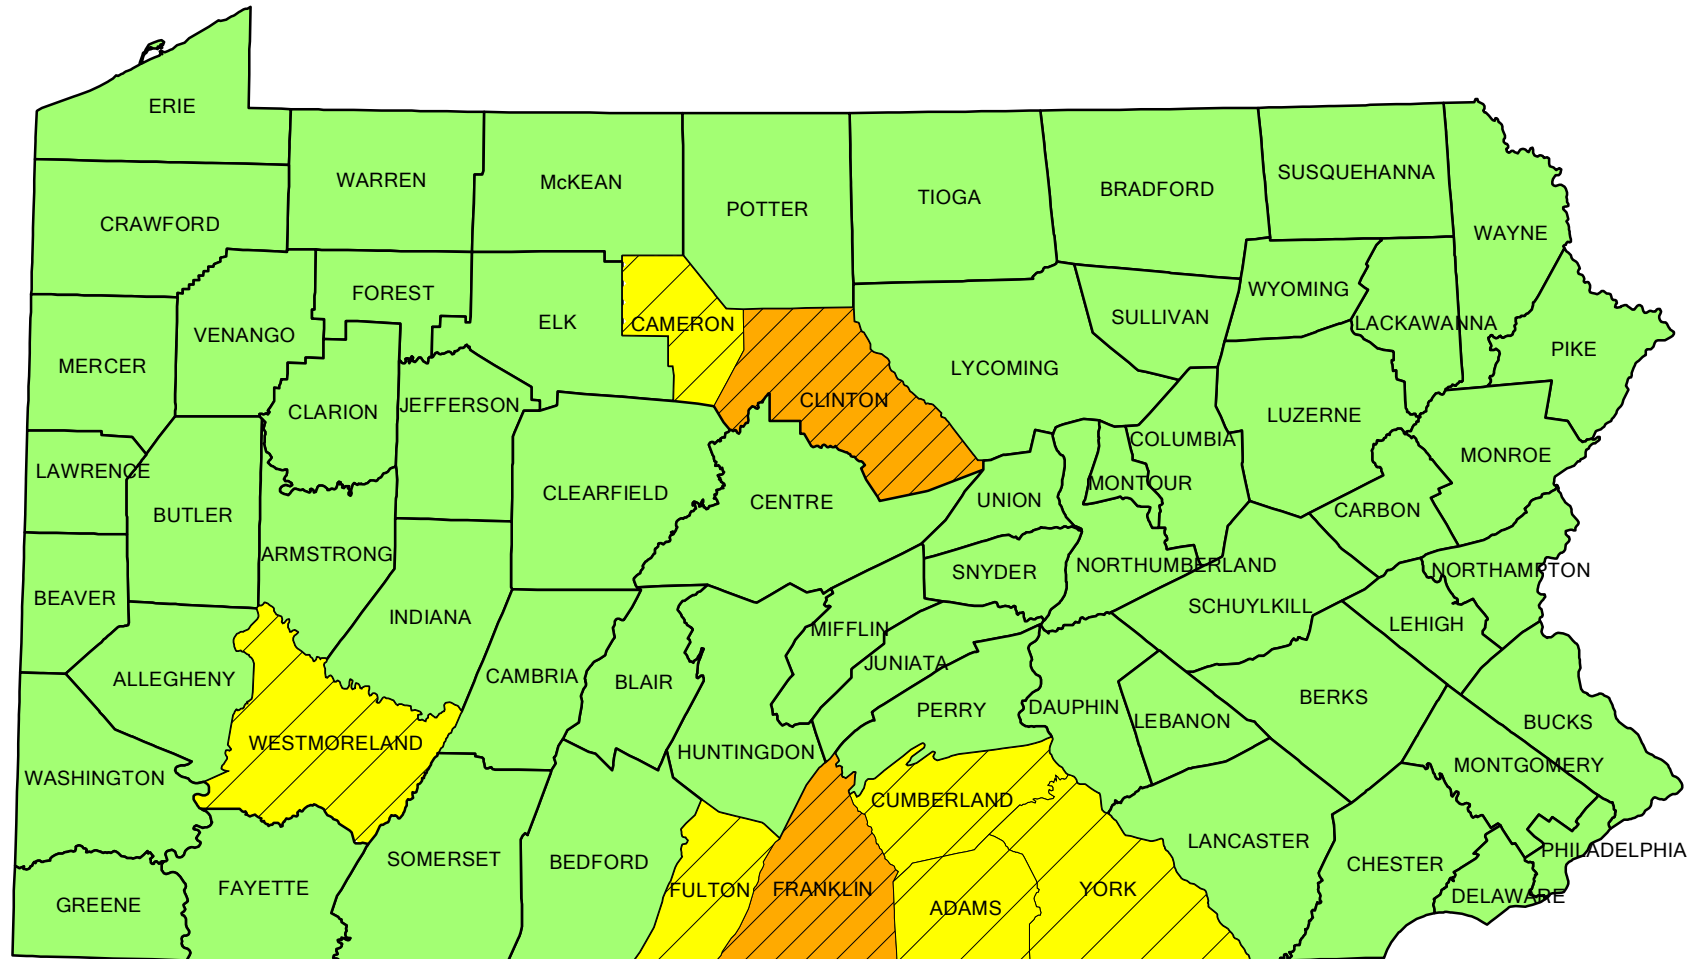 ERIE
WARREN
McKEAN
POTTER
TIOGA
BRADFORD
SUSQUEHANNA
WAYNE
CRAWFORD
FOREST
ELK
CAMERON
CLINTON
LYCOMING
SULLIVAN
WYOMING
LACKAWANNA
PIKE
VENANGO
MERCER
CLARION
JEFFERSON
COLUMBIA
LUZERNE
MONROE
LAWRENCE
BUTLER
CLEARFIELD
CENTRE
UNION
MONTOUR
CARBON
ARMSTRONG
SNYDER
NORTHUMBERLAND
NORTHAMPTON
BEAVER
INDIANA
MIFFLIN
SCHUYLKILL
LEHIGH
ALLEGHENY
CAMBRIA
BLAIR
JUNIATA
PERRY
DAUPHIN
LEBANON
BERKS
BUCKS
WESTMORELAND
HUNTINGDON
WASHINGTON
CUMBERLAND
MONTGOMERY
SOMERSET
BEDFORD
LANCASTER
CHESTER
PHILADELPHIA
GREENE
FAYETTE
FULTON
FRANKLIN
ADAMS
YORK
DELAWARE